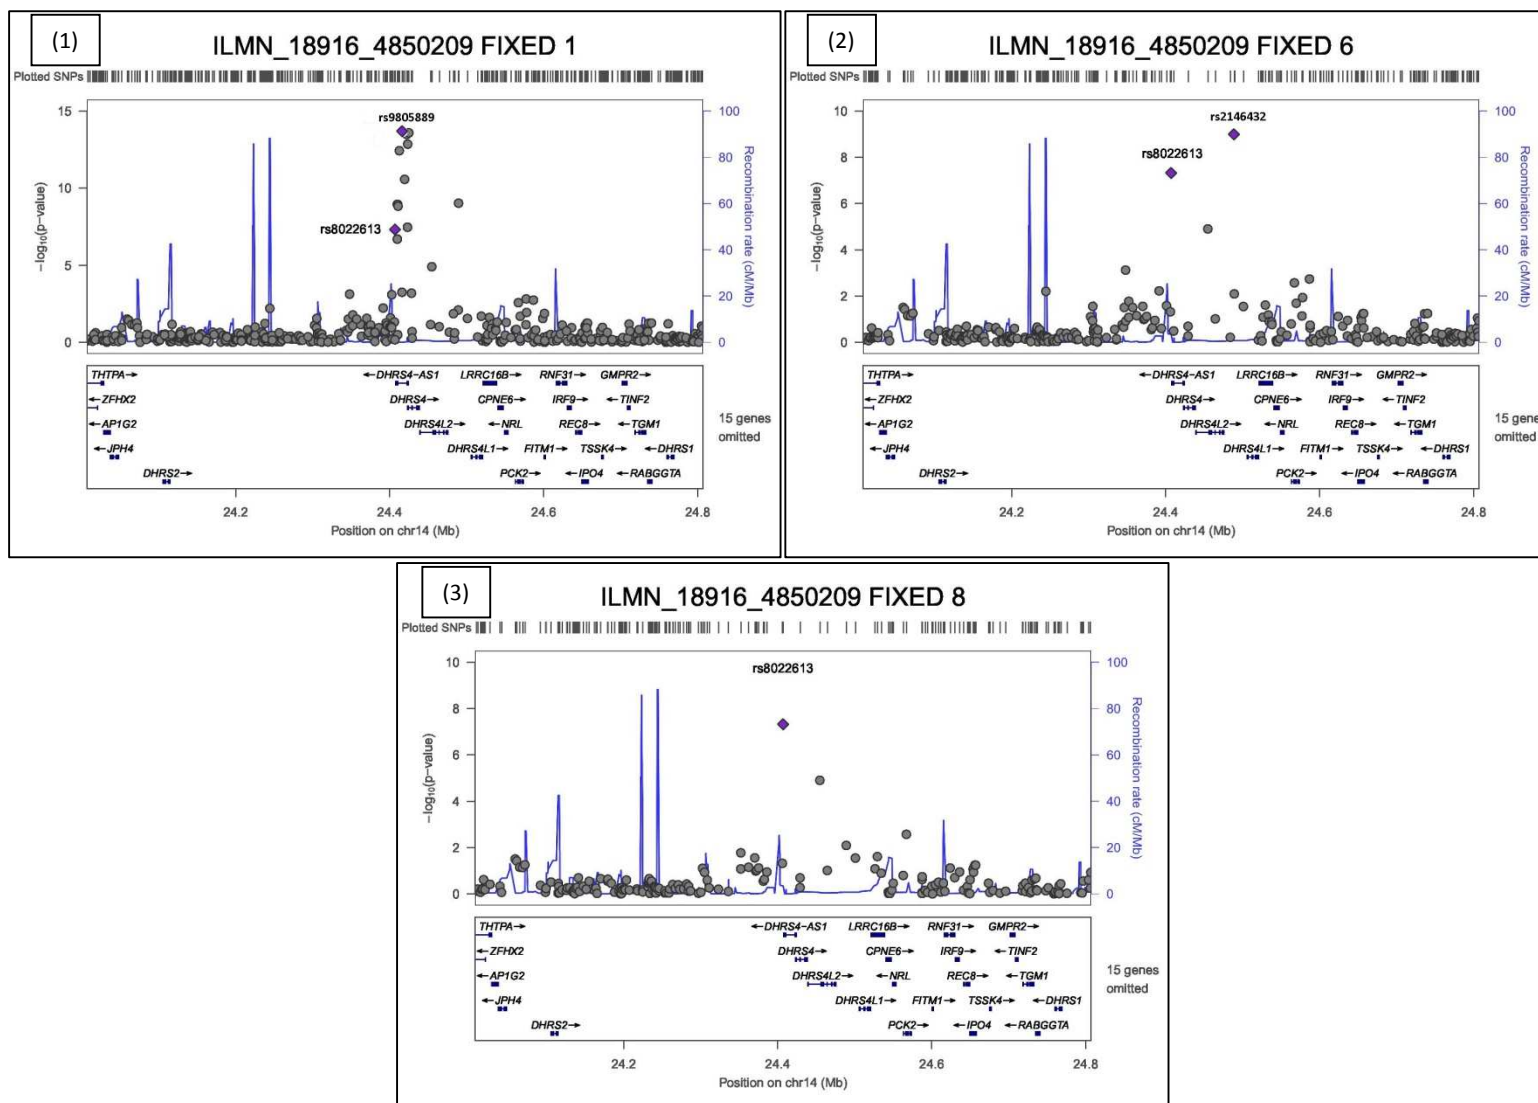 (1)
ILMN_18916_4850209 FIXED 1
Plotted SNPs
15
10
5
0
−log10(p−value)
100
80
60
40
20
0
Recombination rate (cM/Mb)
rs9805889
rs8022613
THTPA→
←DHRS4−AS1
LRRC16B→
RNF31→
GMPR2→
←ZFHX2
DHRS4→
CPNE6→
IRF9→
←TINF2
←AP1G2
DHRS4L2→
←NRL
REC8→
←TGM1
←JPH4
DHRS4L1→
FITM1→
TSSK4→
←DHRS1
DHRS2→
PCK2→
←IPO4
←RABGGTA
15 genes
omitted
24.2
24.4
24.6
24.8
Position on chr14 (Mb)
(2)
ILMN_18916_4850209 FIXED 6
Plotted SNPs
10
8
6
4
2
0
−log10(p−value)
100
80
60
40
20
0
Recombination rate (cM/Mb)
rs2146432
rs8022613
THTPA→
←DHRS4−AS1
LRRC16B→
RNF31→
GMPR2→
←ZFHX2
DHRS4→
CPNE6→
IRF9→
←TINF2
←AP1G2
DHRS4L2→
←NRL
REC8→
←TGM1
←JPH4
DHRS4L1→
FITM1→
TSSK4→
←DHRS1
DHRS2→
PCK2→
←IPO4
←RABGGTA
15 genes
omitted
24.2
24.4
24.6
24.8
Position on chr14 (Mb)
(3)
ILMN_18916_4850209 FIXED 8
Plotted SNPs
10
8
6
4
2
0
−log10(p−value)
100
80
60
40
20
0
Recombination rate (cM/Mb)
rs8022613
THTPA→
←DHRS4−AS1
LRRC16B→
RNF31→
GMPR2→
←ZFHX2
DHRS4→
CPNE6→
IRF9→
←TINF2
←AP1G2
DHRS4L2→
←NRL
REC8→
←TGM1
←JPH4
DHRS4L1→
FITM1→
TSSK4→
←DHRS1
DHRS2→
PCK2→
←IPO4
←RABGGTA
15 genes
omitted
24.2
24.4
24.6
24.8
Position on chr14 (Mb)